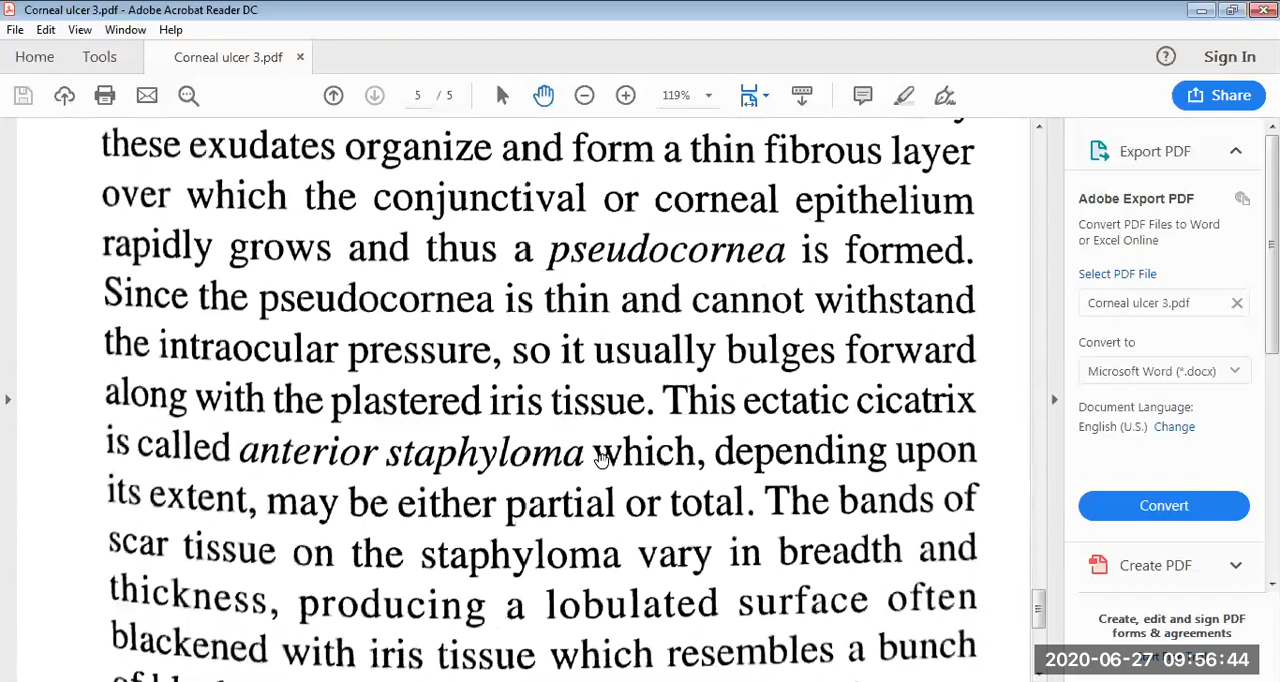 Corneal ulcer 3.pdf - Adobe Acrobat Reader DC
File Edit View Window Help
Home Tools Corneal ulcer 3.pdf × Sign In
5 / 5 119% Share
these exudates organize and form a thin fibrous layer
over which the conjunctival or corneal epithelium
rapidly grows and thus a pseudocornea is formed.
Since the pseudocornea is thin and cannot withstand
the intraocular pressure, so it usually bulges forward
along with the plastered iris tissue. This ectatic cicatrix
is called anterior staphyloma which, depending upon
its extent, may be either partial or total. The bands of
scar tissue on the staphyloma vary in breadth and
thickness, producing a lobulated surface often
blackened with iris tissue which resembles a bunch
Export PDF
Adobe Export PDF
Convert PDF Files to Word
or Excel Online
Select PDF File
Corneal ulcer 3.pdf ×
Convert to
Microsoft Word (*.docx)
Document Language:
English (U.S.) Change
Convert
Create PDF
Create, edit and sign PDF
forms & agreements
2020-06-27 09:56:44